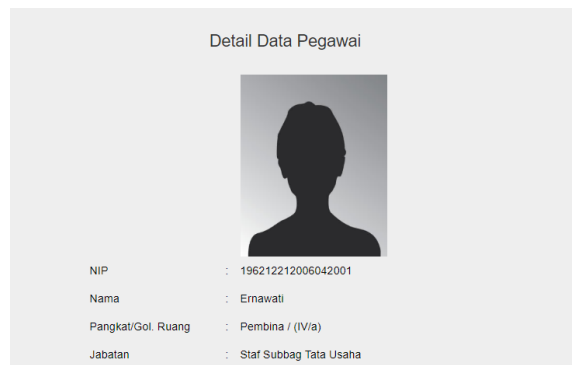 Detail Data Pegawai
NIP : 196212212006042001
Nama : Ernawati
Pangkat/Gol. Ruang : Pembina / (IV/a)
Jabatan : Staf Subbag Tata Usaha